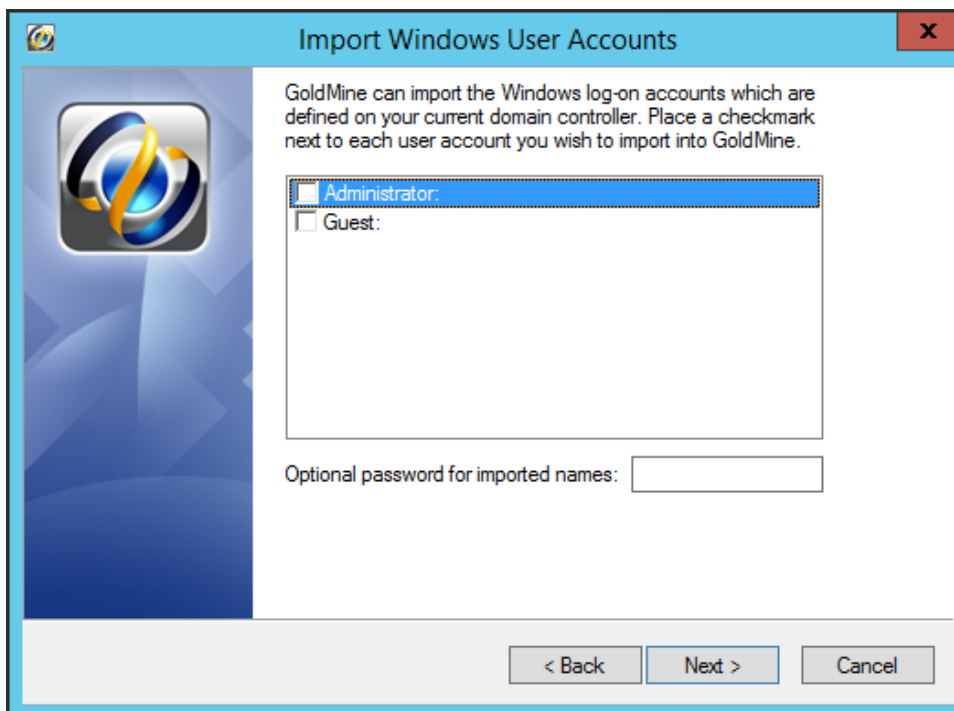 Import Windows User Accounts
x
GoldMine can import the Windows log-on accounts which are
defined on your current domain controller. Place a checkmark
next to each user account you wish to import into GoldMine.
Administrator:
Guest:
Optional password for imported names:
< Back Next > Cancel